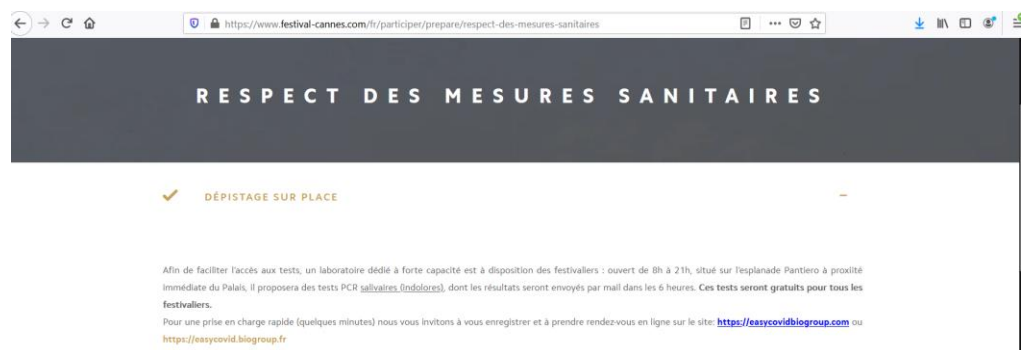 https://www.festival-cannes.com/fr/participer/prepare/respect-des-mesures-sanitaires
RESPECT DES MESURES SANITAIRES
DÉPISTAGE SUR PLACE
Afin de faciliter l'accès aux tests, un laboratoire dédié à forte capacité est à disposition des festivaliers : ouvert de 8h à 21h, situé sur l'esplanade Pantiero à proxiité
immédiate du Palais, il proposera des tests PCR salivaires (indolores), dont les résultats seront envoyés par mail dans les 6 heures. Ces tests seront gratuits pour tous les
festivaliers.
Pour une prise en charge rapide (quelques minutes) nous vous invitons à vous enregistrer et à prendre rendez-vous en ligne sur le site: https://easycovidbiogroup.com ou
https://easycovid.biogroup.fr